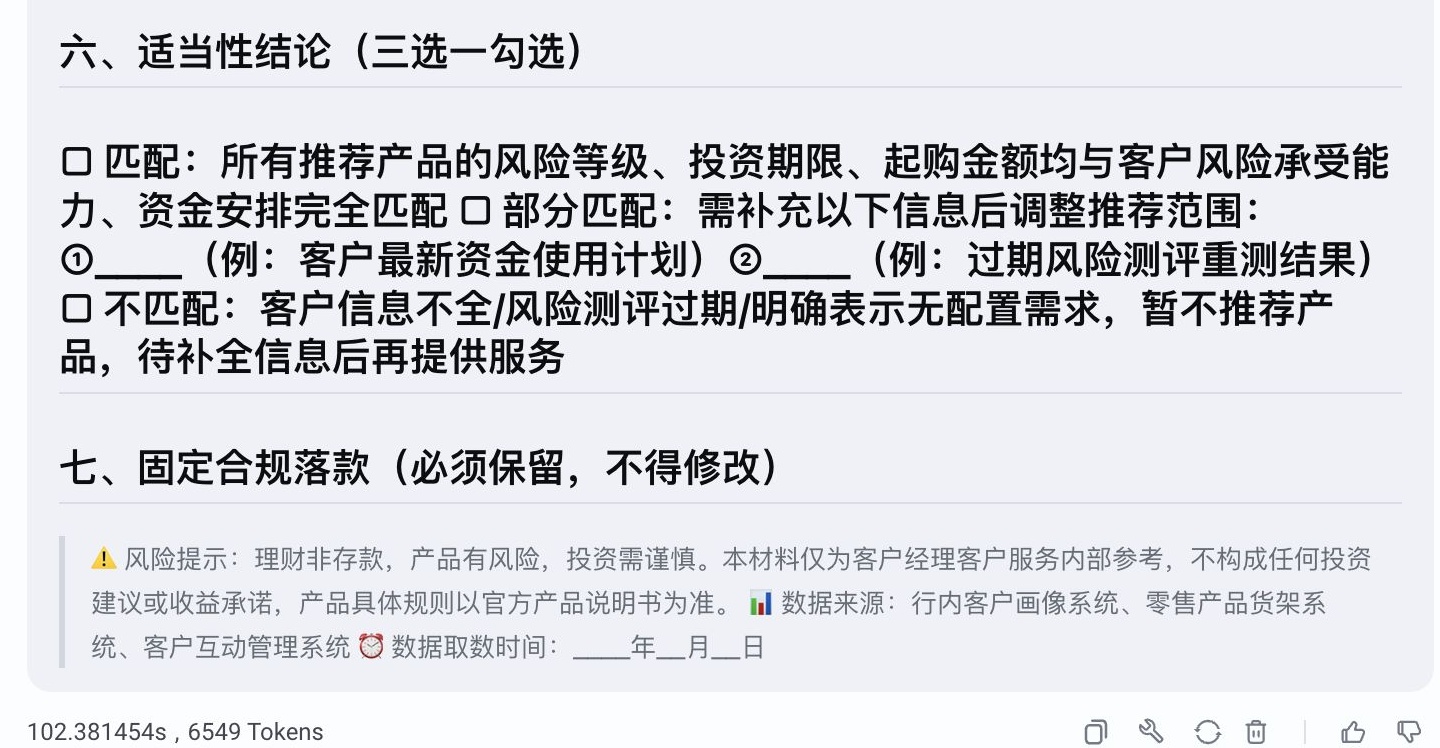 六、适当性结论（三选一勾选）
☐ 匹配：所有推荐产品的风险等级、投资期限、起购金额均与客户风险承受能
力、资金安排完全匹配 ☐ 部分匹配：需补充以下信息后调整推荐范围：
①____（例：客户最新资金使用计划）②____（例：过期风险测评重测结果）
☐ 不匹配：客户信息不全/风险测评过期/明确表示无配置需求，暂不推荐产
品，待补全信息后再提供服务
七、固定合规落款（必须保留，不得修改）
⚠️ 风险提示：理财非存款，产品有风险，投资需谨慎。本材料仅为客户经理客户服务内部参考，不构成任何投资
建议或收益承诺，产品具体规则以官方产品说明书为准。 📊 数据来源：行内客户画像系统、零售产品货架系
统、客户互动管理系统 ⏰ 数据取数时间：____年__月__日
102.381454s , 6549 Tokens